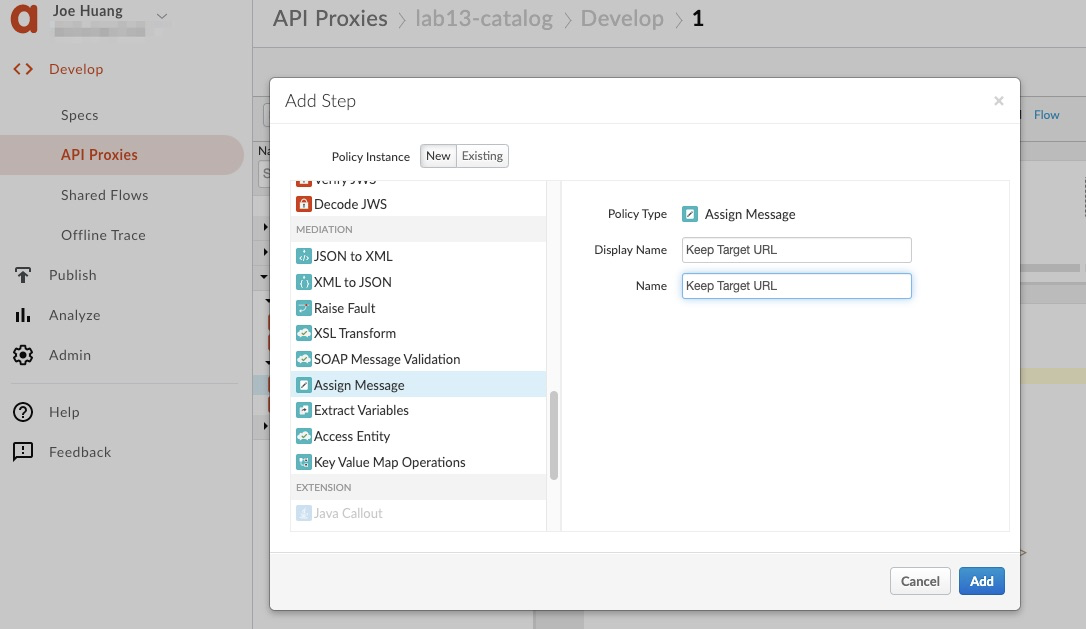 Joe Huang
API Proxies > lab13-catalog > Develop > 1
Develop
Specs
API Proxies
Shared Flows
Offline Trace
Publish
Analyze
Admin
Help
Feedback
Flow
Add Step
×
Policy Instance New Existing
Verify JWS
Decode JWS
MEDIATION
JSON to XML
XML to JSON
Raise Fault
XSL Transform
SOAP Message Validation
Assign Message
Extract Variables
Access Entity
Key Value Map Operations
EXTENSION
Java Callout
Policy Type Assign Message
Display Name Keep Target URL
Name Keep Target URL
Cancel Add